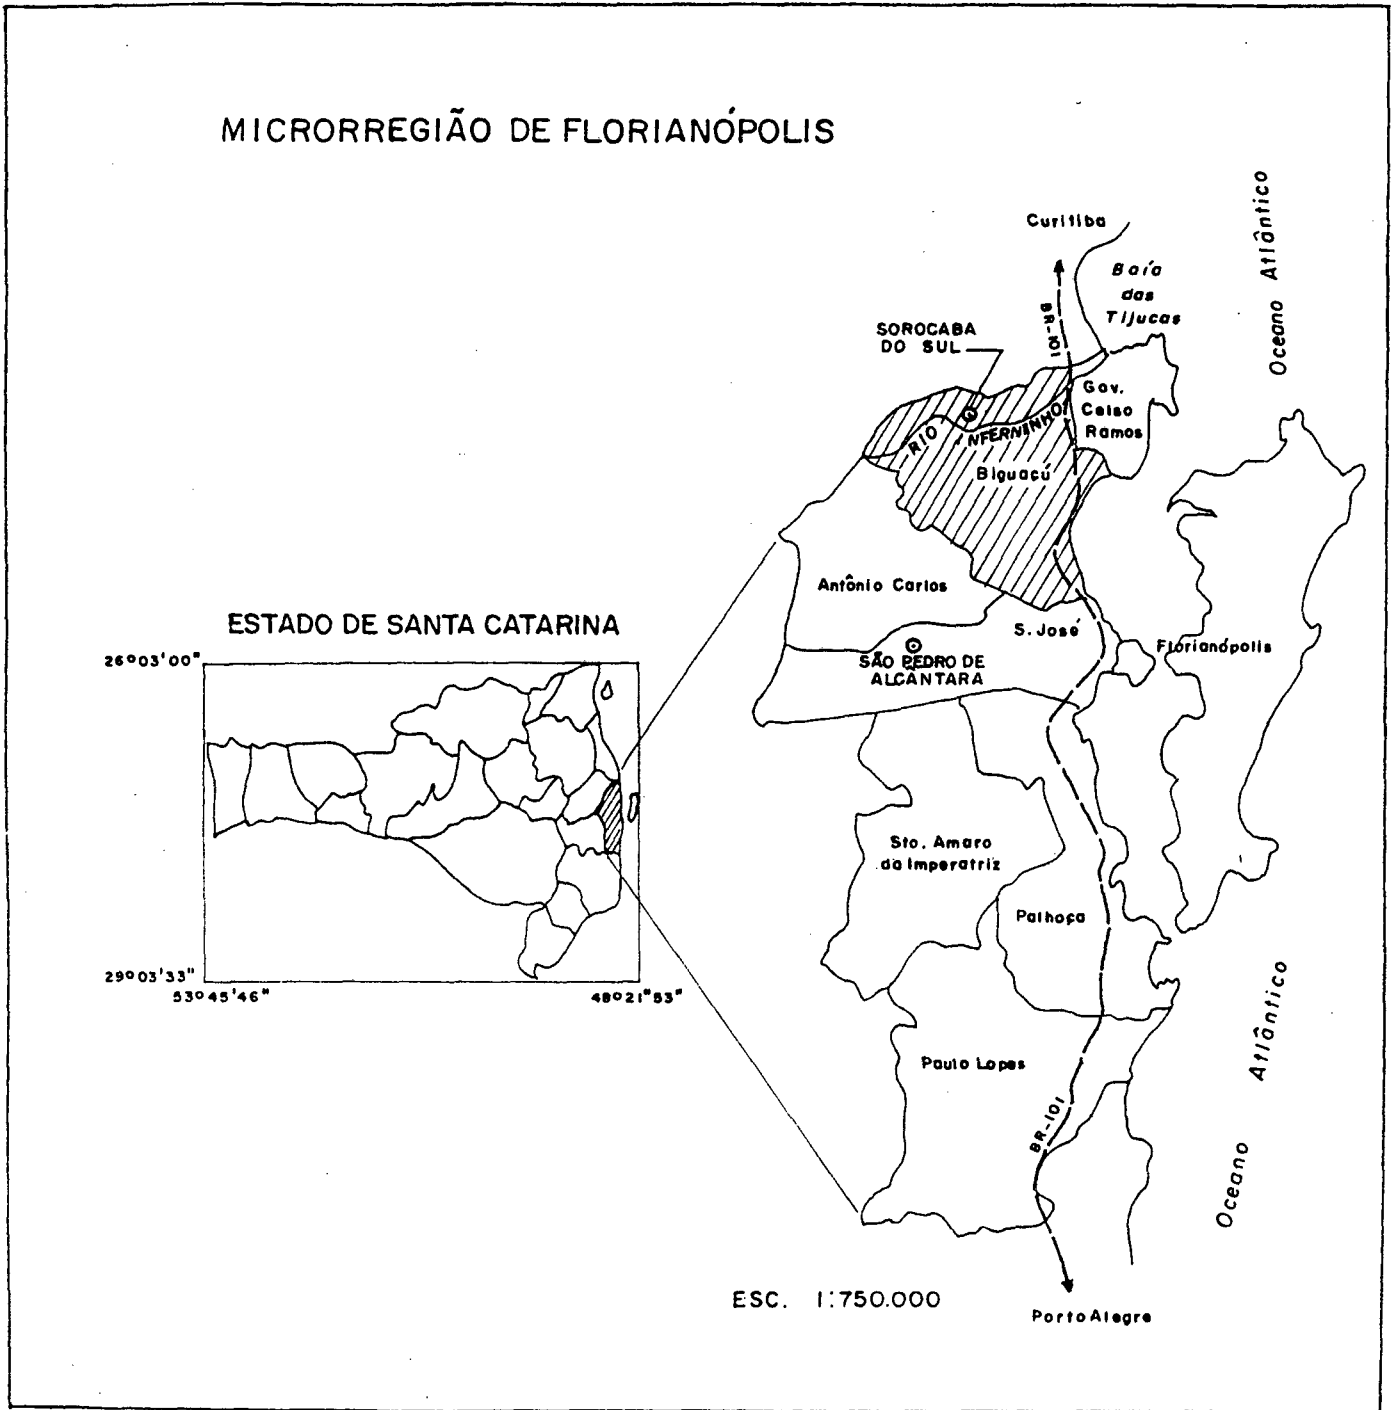 MICRORREGIÃO DE FLORIANÓPOLIS
Curitiba
Oceano Atlântico
Baía
das
Tijucas
BR-101
SOROCABA
DO SUL
Gov.
Celso
Ramos
RIO INFERNINHO
Biguaçú
Antônio Carlos
S. José
Florianópolis
SÃO PEDRO DE
ALCÂNTARA
ESTADO DE SANTA CATARINA
26º03'00"
29º03'33"
53º45'46"
48º21"53"
Sto. Amaro
da Imperatriz
Palhoça
Paulo Lopes
Oceano Atlântico
BR-101
ESC. 1:750.000
Porto Alegre